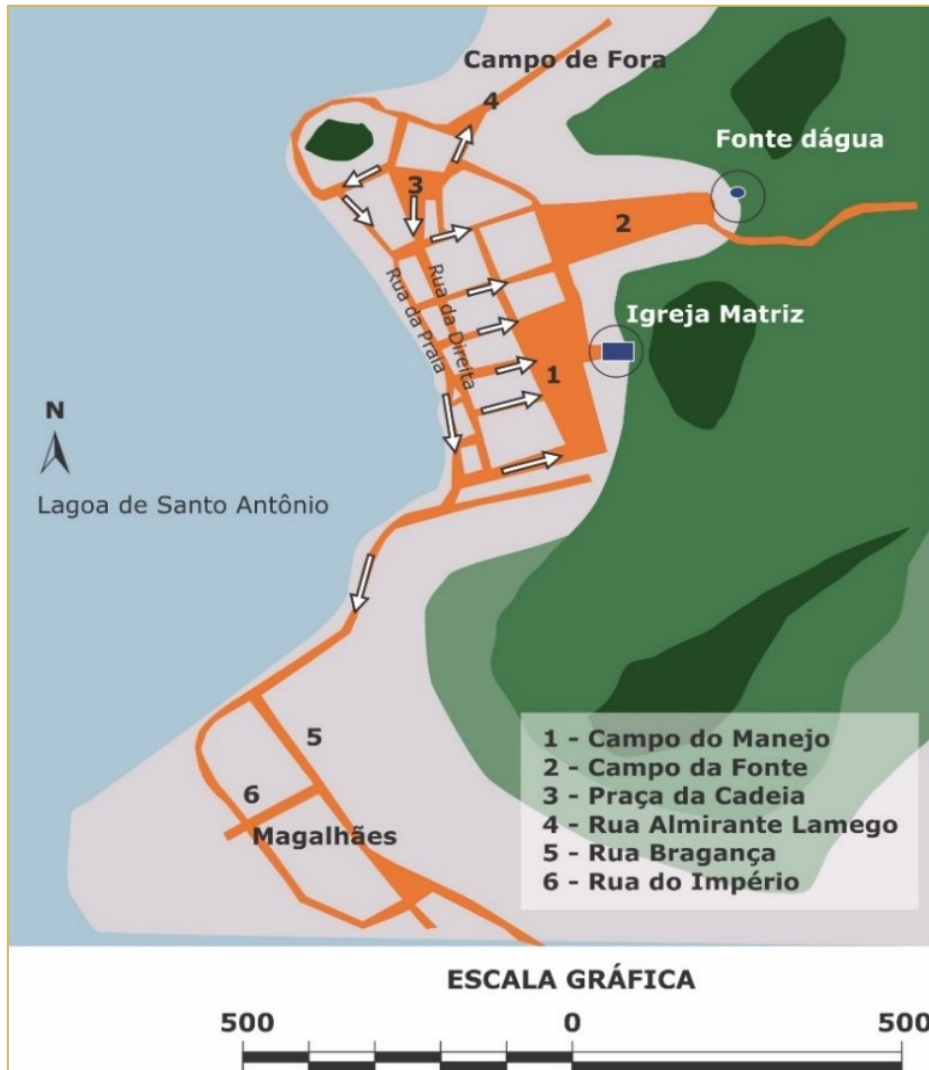 Campo de Fora
4
Fonte dágua
3
2
Rua da Praia
Rua da Direita
Igreja Matriz
1
N
Lagoa de Santo Antônio
5
6
Magalhães
1 - Campo do Manejo
2 - Campo da Fonte
3 - Praça da Cadeia
4 - Rua Almirante Lamego
5 - Rua Bragança
6 - Rua do Império
ESCALA GRÁFICA
500 0 500